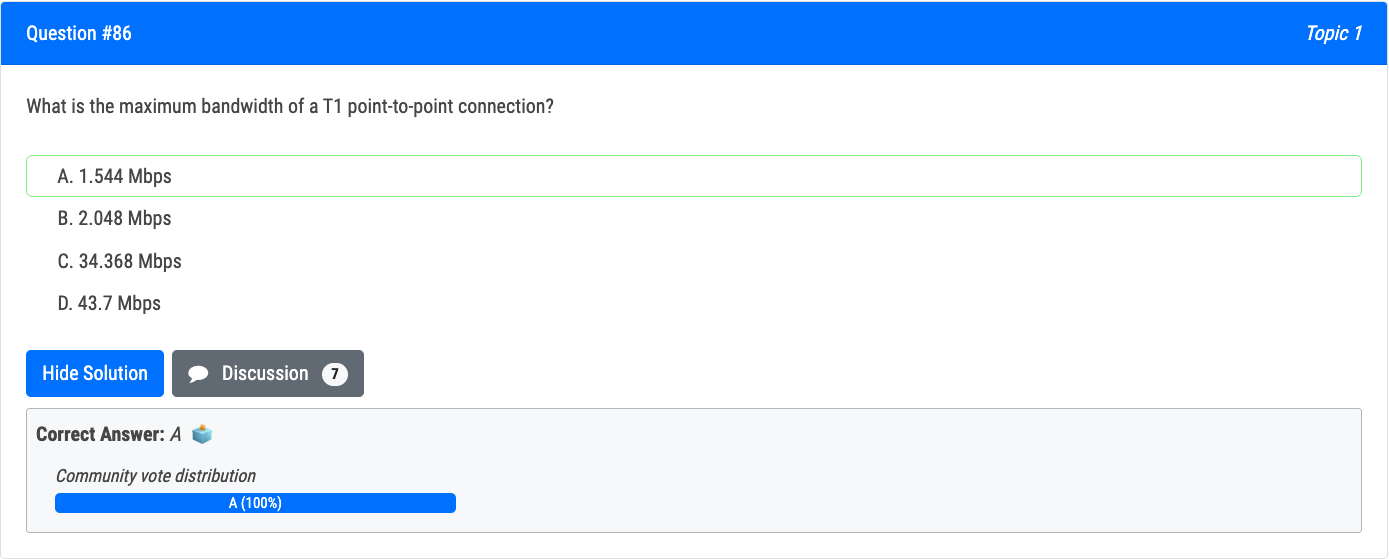 Question #86
Topic 1
What is the maximum bandwidth of a T1 point-to-point connection?
A. 1.544 Mbps
B. 2.048 Mbps
C. 34.368 Mbps
D. 43.7 Mbps
Hide Solution
Discussion 7
Correct Answer: A
Community vote distribution
A (100%)